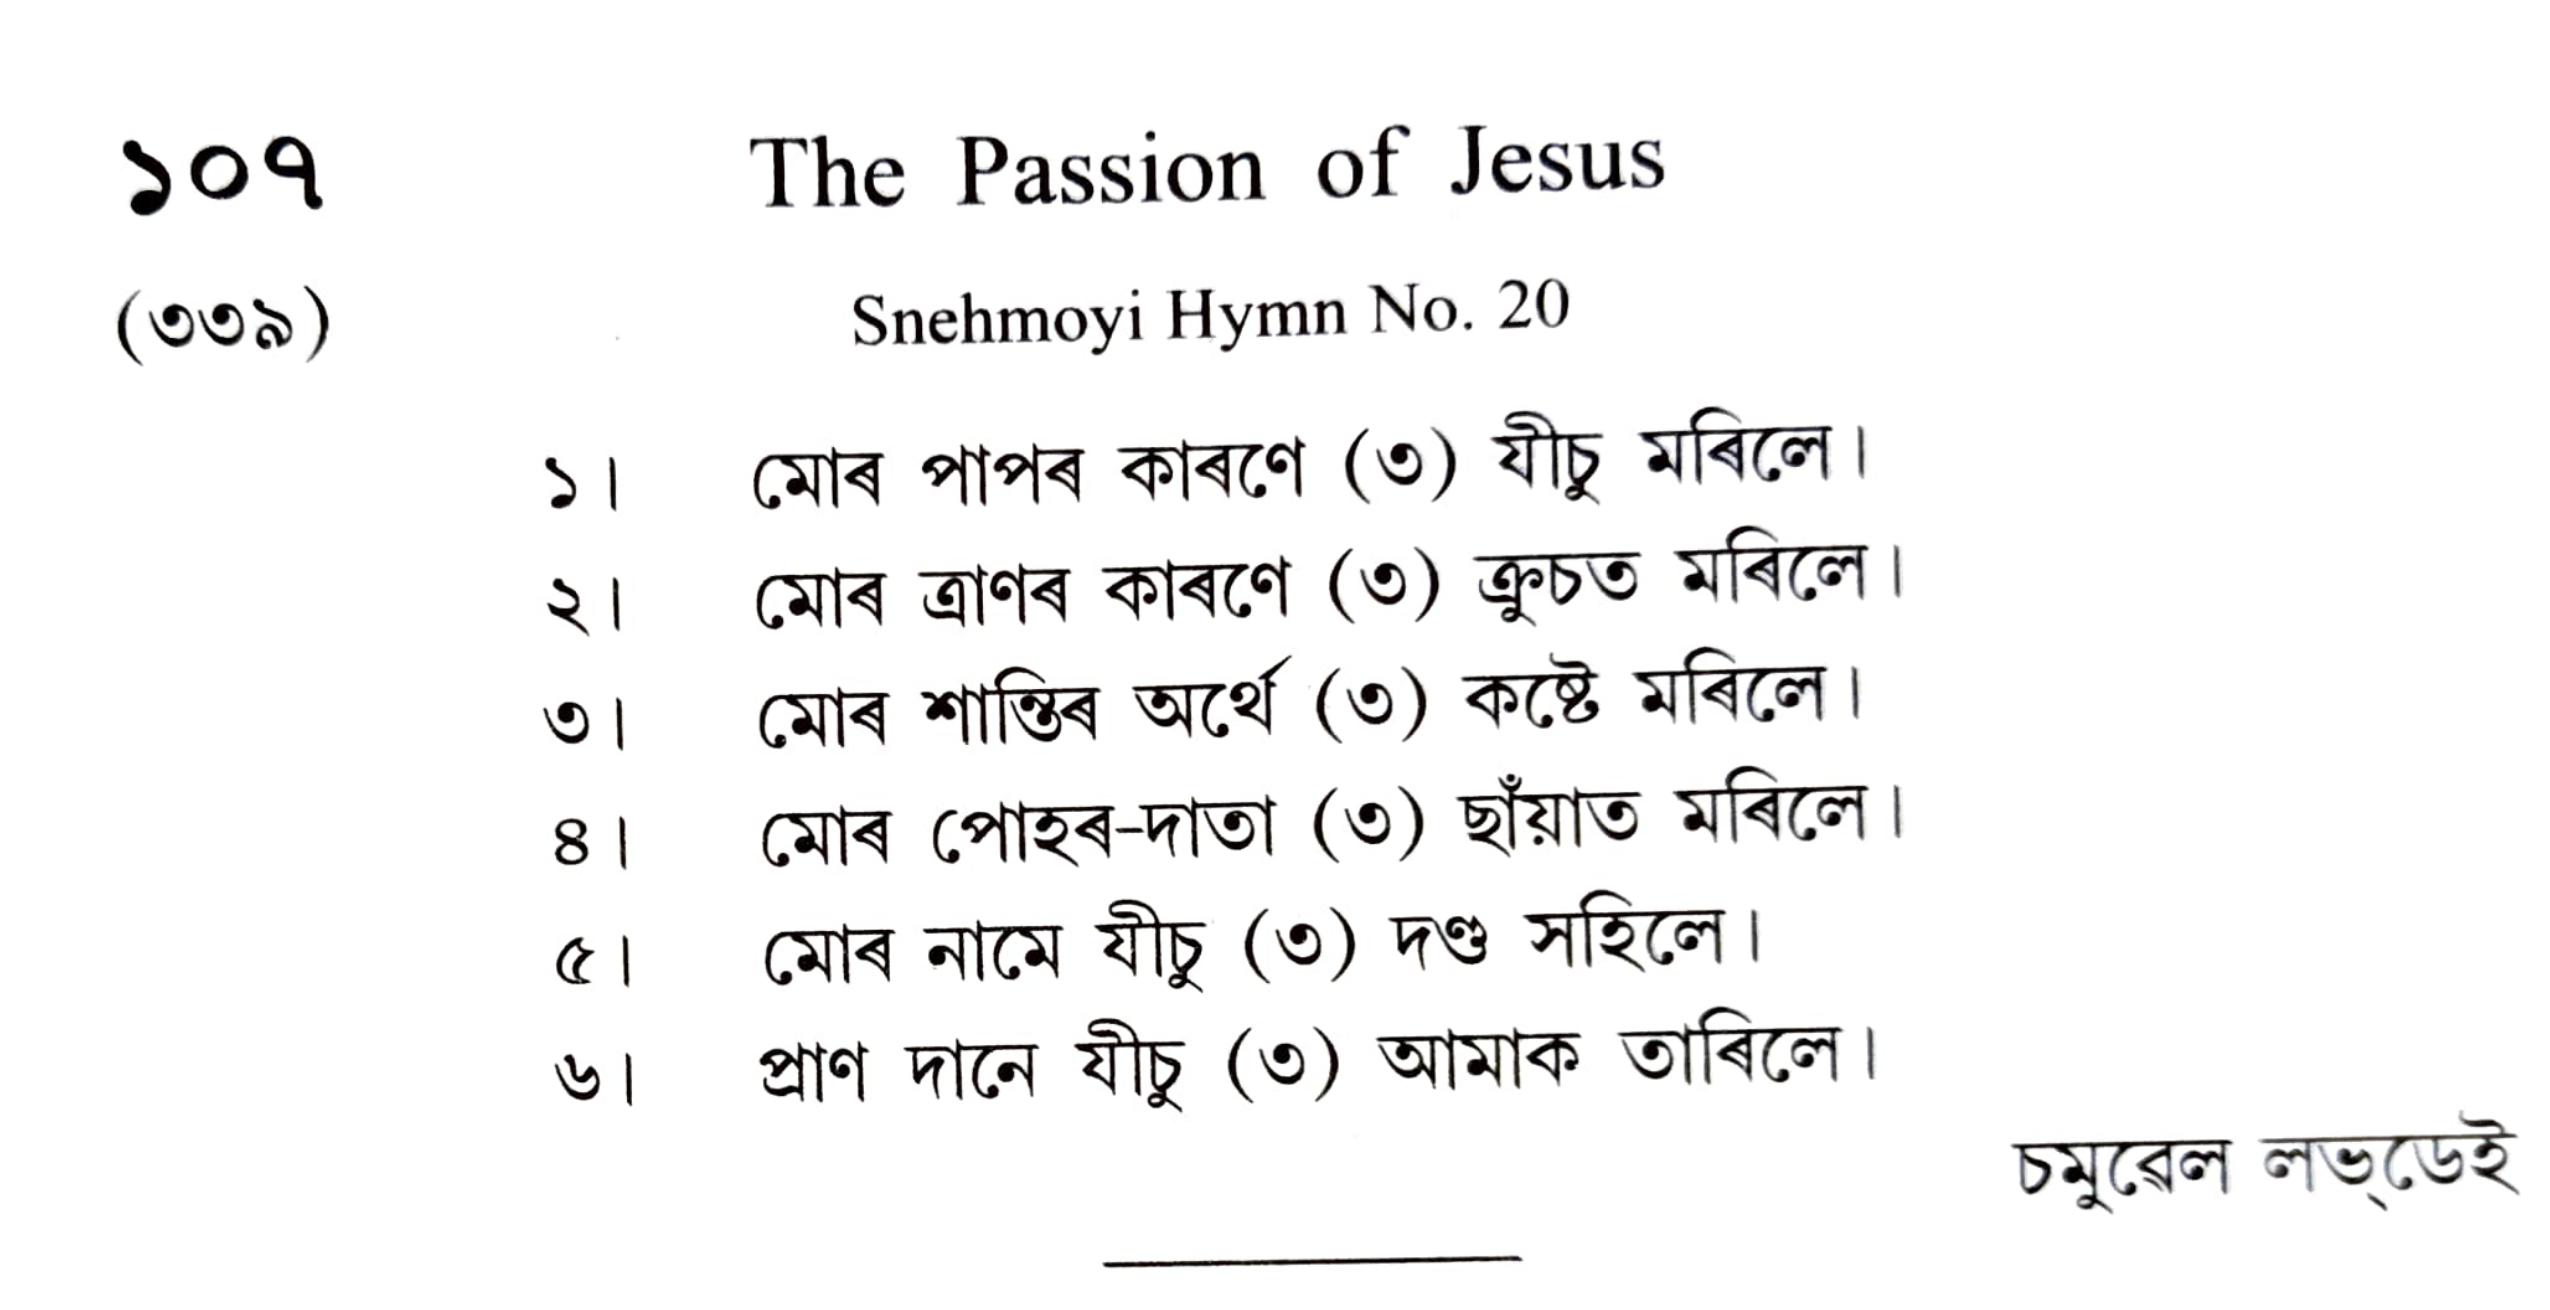 ১০৭ The Passion of Jesus
(৩৩৯) Snehmoyi Hymn No. 20
১। মোৰ পাপৰ কাৰণে (৩) যীচু মৰিলে।
২। মোৰ ত্ৰাণৰ কাৰণে (৩) ক্ৰুচত মৰিলে।
৩। মোৰ শান্তিৰ অৰ্থে (৩) কষ্টে মৰিলে।
৪। মোৰ পোহৰ-দাতা (৩) ছাঁয়াত মৰিলে।
৫। মোৰ নামে যীচু (৩) দণ্ড সহিলে।
৬। প্ৰাণ দানে যীচু (৩) আমাক তাৰিলে।
চমুৱেল লভ্‌ডেই